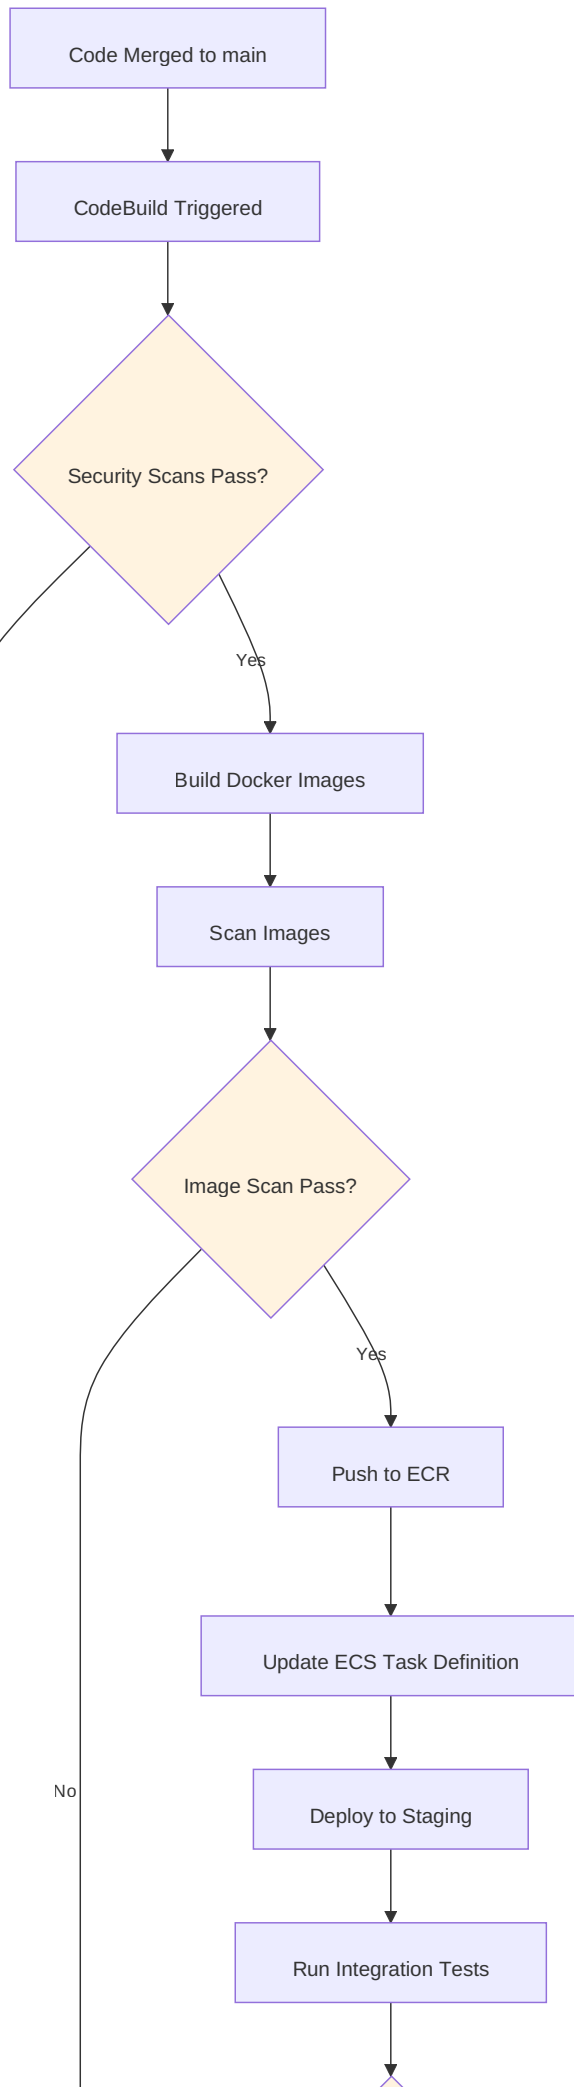 Code Merged to main
CodeBuild Triggered
Security Scans Pass?
Yes
Build Docker Images
Scan Images
Image Scan Pass?
Yes
Push to ECR
Update ECS Task Definition
No
Deploy to Staging
Run Integration Tests